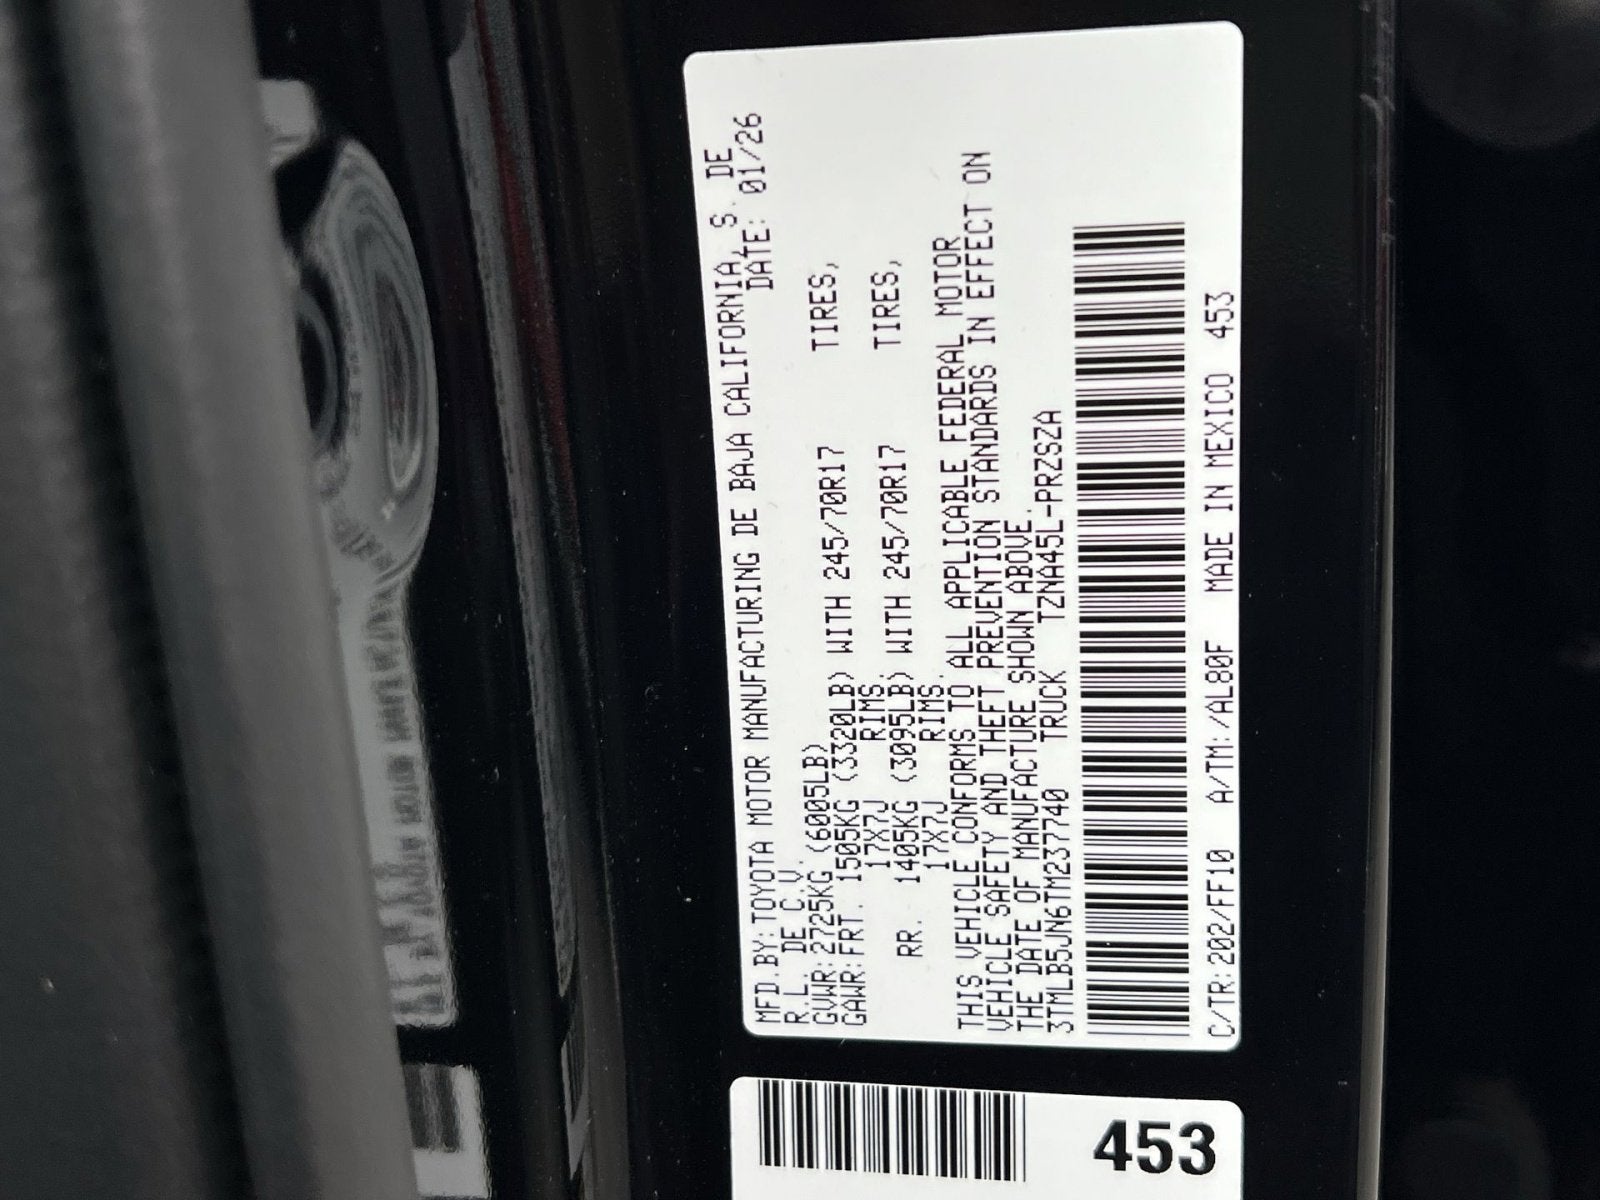 MFD.BY:TOYOTA MOTOR MANUFACTURING DE BAJA CALIFORNIA, S. DE
R.L. DE C.V. DATE: 01/26
GVWR:2725KG (6005LB)
GAWR:FRT. 1505KG (3320LB) WITH 245/70R17 TIRES,
17X7J RIMS.
RR. 1405KG (3095LB) WITH 245/70R17 TIRES,
17X7J RIMS.
THIS VEHICLE CONFORMS TO ALL APPLICABLE FEDERAL MOTOR
VEHICLE SAFETY AND THEFT PREVENTION STANDARDS IN EFFECT ON
THE DATE OF MANUFACTURE SHOWN ABOVE.
3TMLB5JN6TM237740 TRUCK TZNA45L-PRZSZA
C/TR:202/FF10 A/TM:/AL80F MADE IN MEXICO 453
453